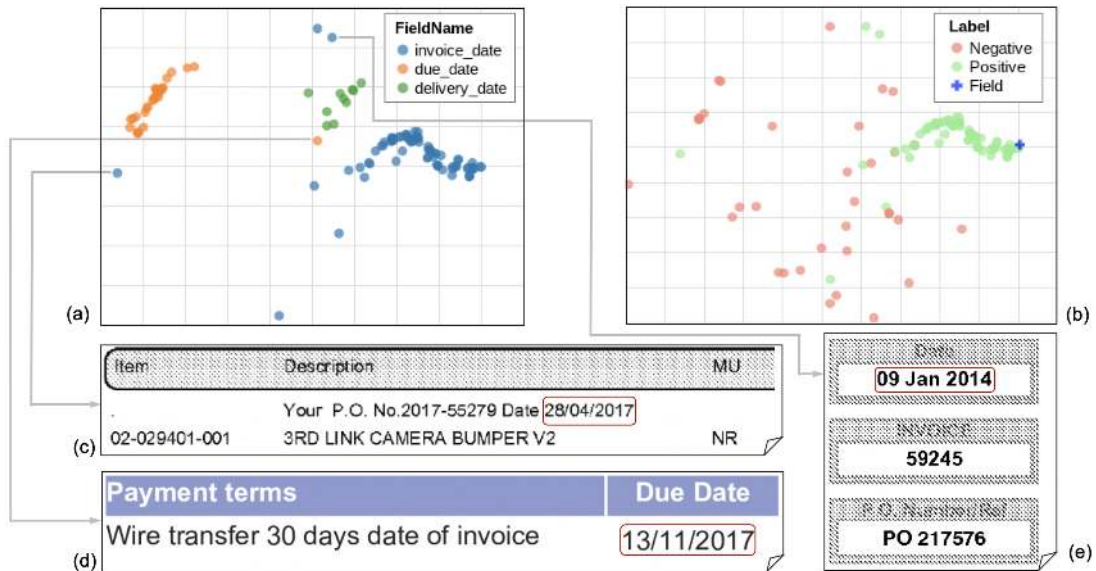 FieldName
invoice_date
due_date
delivery_date
(a)
Label
Negative
Positive
Field
(b)
Item Description MU
. Your P.O. No.2017-55279 Date 28/04/2017
02-029401-001 3RD LINK CAMERA BUMPER V2 NR
(c)
Payment terms Due Date
Wire transfer 30 days date of invoice 13/11/2017
(d)
Date
09 Jan 2014
INVOICE
59245
P.O. Number/Ref
PO 217576
(e)